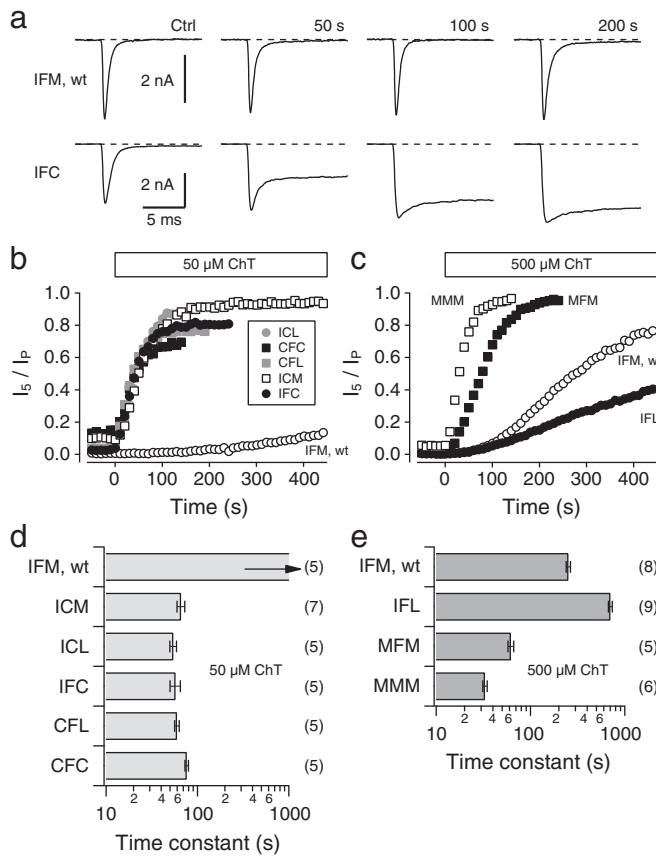 a
Ctrl 50 s 100 s 200 s
IFM, wt
2 nA
IFC
2 nA
5 ms
b
50 µM ChT
I5 / IP
1.0
0.8
0.6
0.4
0.2
0.0
ICL
CFC
CFL
ICM
IFC
IFM, wt
0 200 400
Time (s)
c
500 µM ChT
I5 / IP
1.0
0.8
0.6
0.4
0.2
0.0
MMM
MFM
IFM, w
IFL
0 100 200 300 400
Time (s)
d
IFM, wt (5)
ICM (7)
ICL (5)
IFC (5)
CFL (5)
CFC (5)
50 µM ChT
10 2 4 6 100 2 4 6 1000
Time constant (s)
e
IFM, wt (8)
IFL (9)
MFM (5)
MMM (6)
500 µM ChT
10 2 4 6 100 2 4 6 1000
Time constant (s)